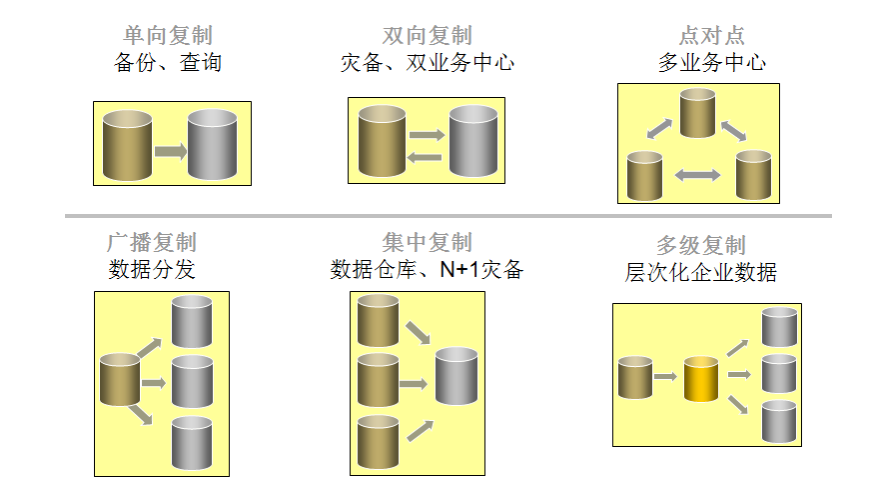 单向复制
备份、查询
双向复制
灾备、双业务中心
点对点
多业务中心
广播复制
数据分发
集中复制
数据仓库、N+1灾备
多级复制
层次化企业数据